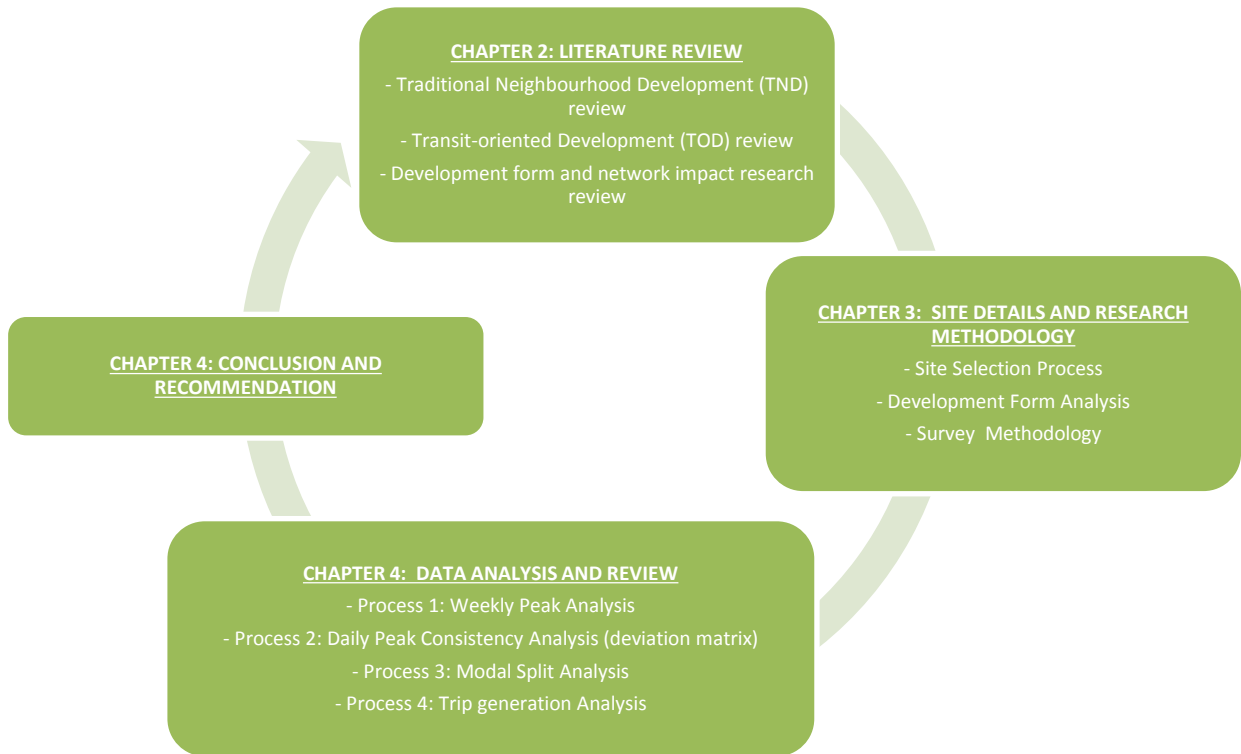 CHAPTER 2: LITERATURE REVIEW
- Traditional Neighbourhood Development (TND)
review
- Transit-oriented Development (TOD) review
- Development form and network impact research
review
CHAPTER 3: SITE DETAILS AND RESEARCH
METHODOLOGY
- Site Selection Process
- Development Form Analysis
- Survey Methodology
CHAPTER 4: DATA ANALYSIS AND REVIEW
- Process 1: Weekly Peak Analysis
- Process 2: Daily Peak Consistency Analysis (deviation matrix)
- Process 3: Modal Split Analysis
- Process 4: Trip generation Analysis
CHAPTER 4: CONCLUSION AND
RECOMMENDATION